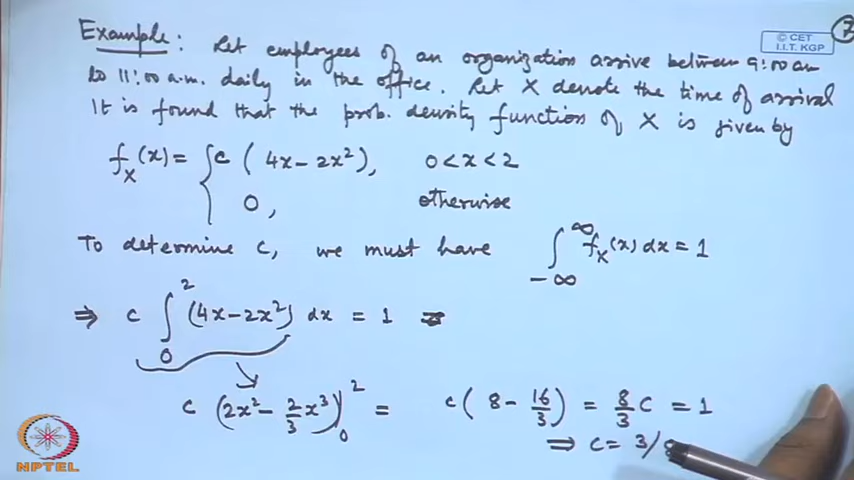 Example: Let employees of an organization arrive between 9:00 am
to 11:00 a.m. daily in the office. Let X denote the time of arrival
It is found that the prob. density function of X is given by
f_X(x) = { c (4x - 2x²), 0 < x < 2
0, otherwise
To determine c, we must have ∫_{-∞}^{∞} f_X(x) dx = 1
⇒ c ∫_0^2 (4x - 2x²) dx = 1
c (2x² - 2/3 x³)|_0^2 = c (8 - 16/3) = 8/3 c = 1
⇒ c = 3/
© CET
I.I.T. KGP
7
NPTEL